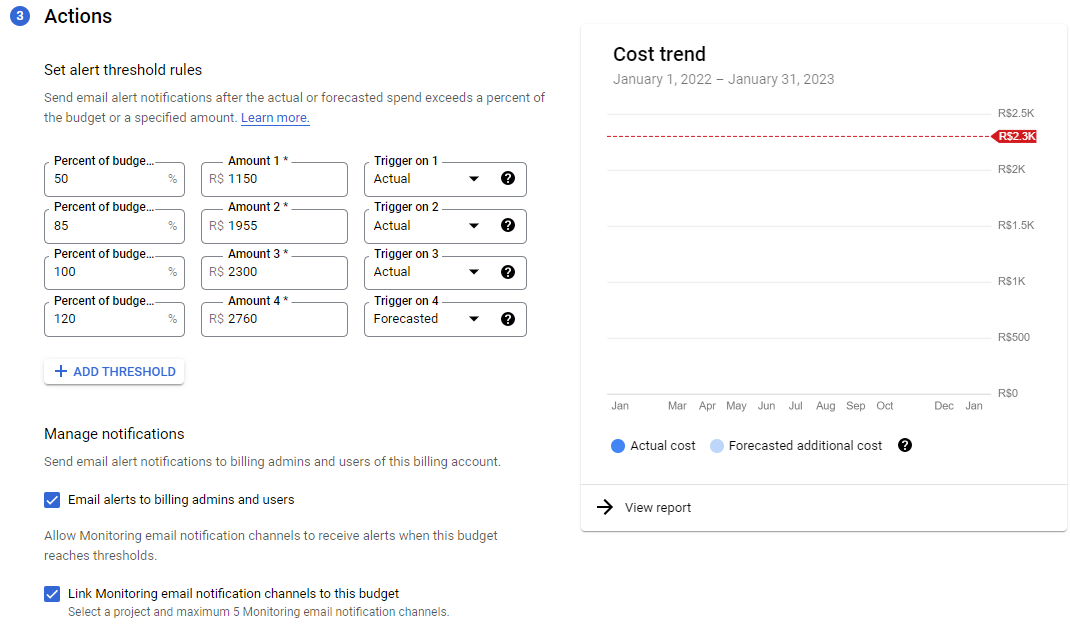 3 Actions
Set alert threshold rules
Send email alert notifications after the actual or forecasted spend exceeds a percent of
the budget or a specified amount. Learn more.
Percent of budge... Amount 1 * Trigger on 1
50 % R$ 1150 Actual ?
Percent of budge... Amount 2 * Trigger on 2
85 % R$ 1955 Actual ?
Percent of budge... Amount 3 * Trigger on 3
100 % R$ 2300 Actual ?
Percent of budge... Amount 4 * Trigger on 4
120 % R$ 2760 Forecasted ?
+ ADD THRESHOLD
Manage notifications
Send email alert notifications to billing admins and users of this billing account.
Email alerts to billing admins and users
Allow Monitoring email notification channels to receive alerts when this budget
reaches thresholds.
Link Monitoring email notification channels to this budget
Select a project and maximum 5 Monitoring email notification channels.
Cost trend
January 1, 2022 – January 31, 2023
R$2.5K
R$2.3K
R$2K
R$1.5K
R$1K
R$500
R$0
Jan Mar Apr May Jun Jul Aug Sep Oct Dec Jan
Actual cost Forecasted additional cost ?
View report